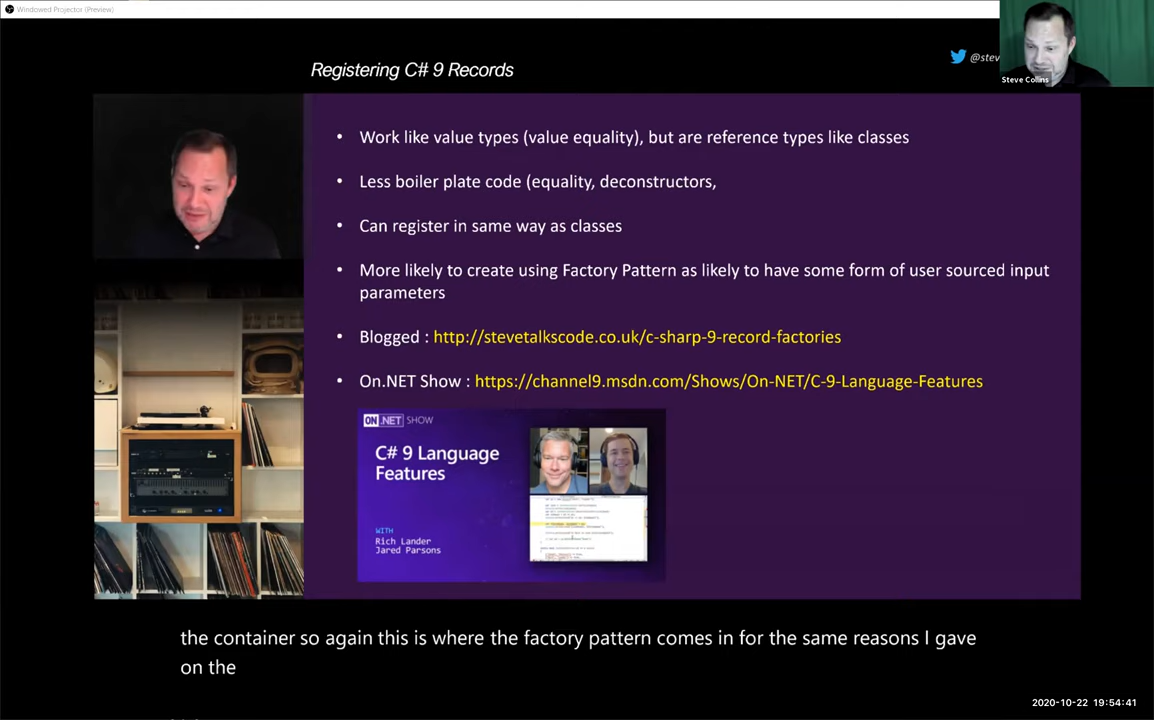 Windowed Projector (Preview)
Registering C# 9 Records
@stev
Steve Collins
• Work like value types (value equality), but are reference types like classes
• Less boiler plate code (equality, deconstructors,
• Can register in same way as classes
• More likely to create using Factory Pattern as likely to have some form of user sourced input
parameters
• Blogged : http://stevetalkscode.co.uk/c-sharp-9-record-factories
• On.NET Show : https://channel9.msdn.com/Shows/On-NET/C-9-Language-Features
ON .NET SHOW
C# 9 Language
Features
WITH
Rich Lander
Jared Parsons
the container so again this is where the factory pattern comes in for the same reasons I gave
on the
2020-10-22 19:54:41